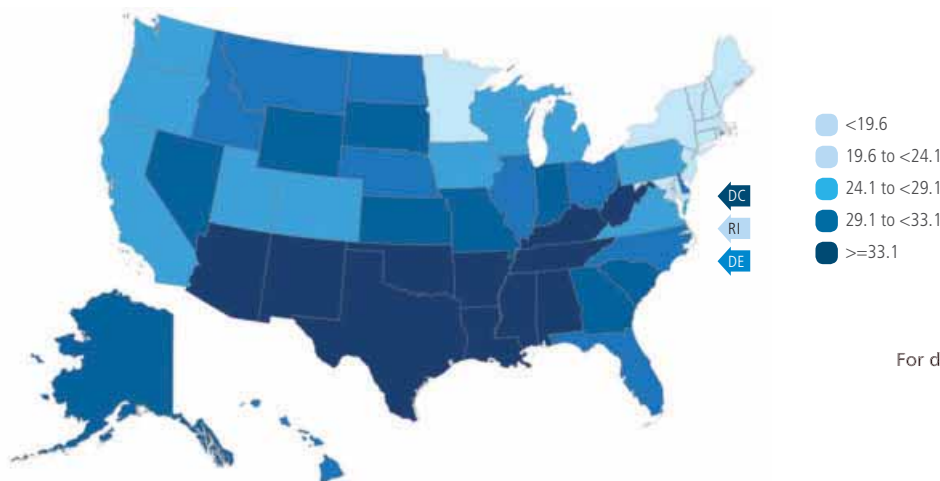 <19.6
19.6 to <24.1
24.1 to <29.1
29.1 to <33.1
>=33.1
DC
RI
DE
For d